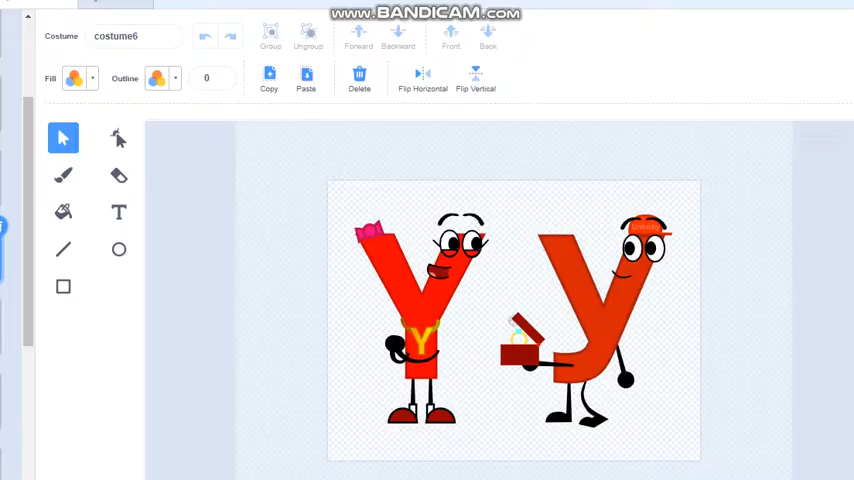 www.BANDICAM.com
Costume costume6
Group Ungroup Forward Backward Front Back
Fill Outline 0
Copy Paste Delete Flip Horizontal Flip Vertical
T
Y y
Y